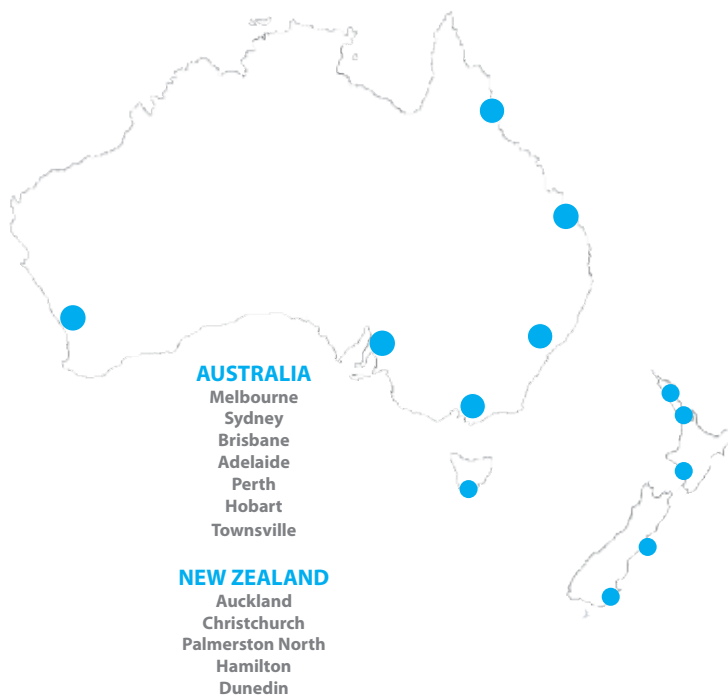 AUSTRALIA
Melbourne
Sydney
Brisbane
Adelaide
Perth
Hobart
Townsville
NEW ZEALAND
Auckland
Christchurch
Palmerston North
Hamilton
Dunedin